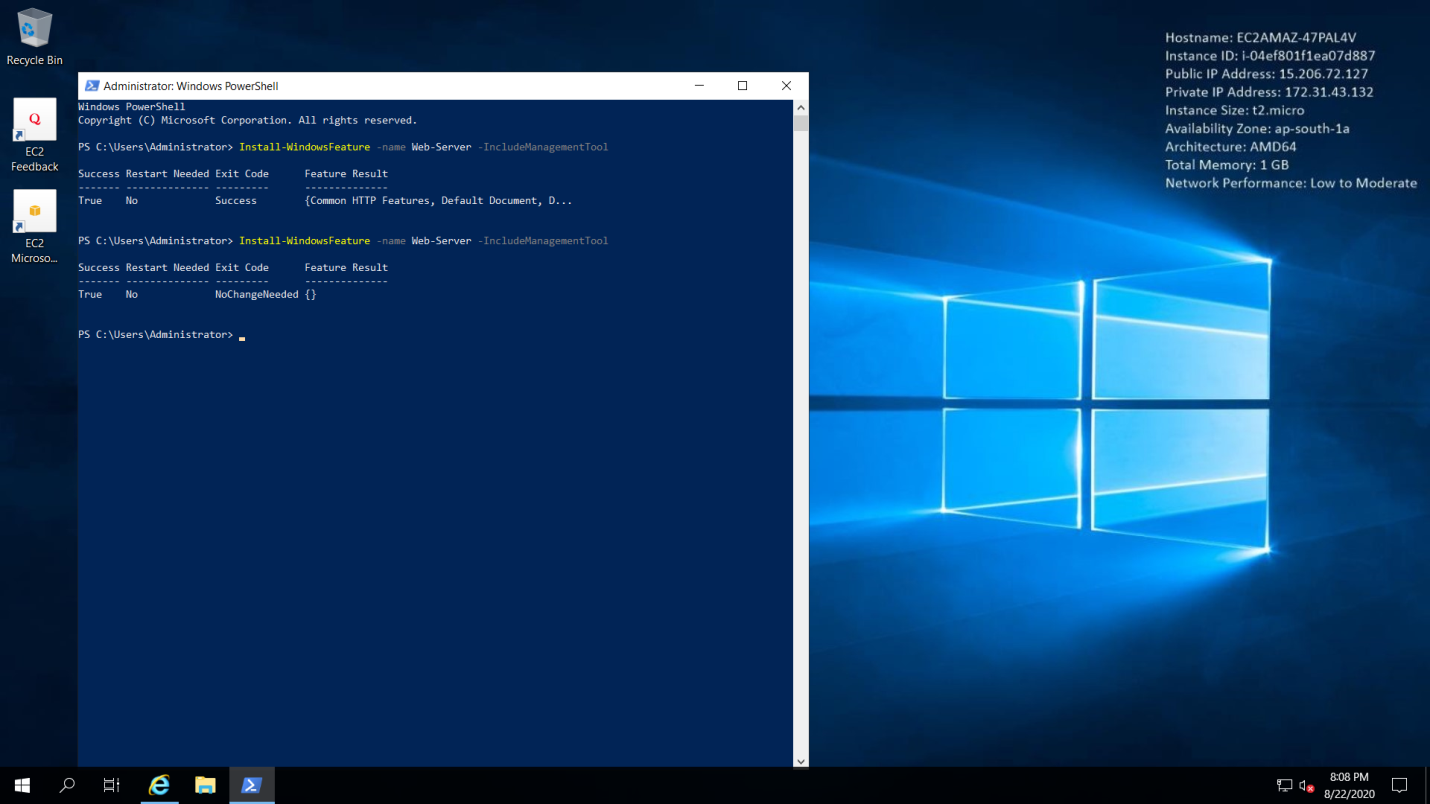 Recycle Bin
EC2
Feedback
EC2
Microso...
Administrator: Windows PowerShell
Windows PowerShell
Copyright (C) Microsoft Corporation. All rights reserved.
PS C:\Users\Administrator> Install-WindowsFeature -name Web-Server -IncludeManagementTool
Success Restart Needed Exit Code      Feature Result
------- -------------- ---------      --------------
True    No             Success        {Common HTTP Features, Default Document, D...
PS C:\Users\Administrator> Install-WindowsFeature -name Web-Server -IncludeManagementTool
Success Restart Needed Exit Code      Feature Result
------- -------------- ---------      --------------
True    No             NoChangeNeeded {}
PS C:\Users\Administrator>
Hostname: EC2AMAZ-47PAL4V
Instance ID: i-04ef801f1ea07d887
Public IP Address: 15.206.72.127
Private IP Address: 172.31.43.132
Instance Size: t2.micro
Availability Zone: ap-south-1a
Architecture: AMD64
Total Memory: 1 GB
Network Performance: Low to Moderate
8:08 PM
8/22/2020